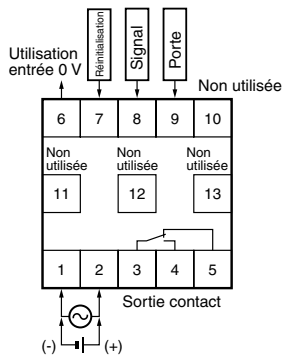 Utilisation
entrée 0 V
Réinitialisation
Signal
Porte
Non utilisée
6 7 8 9 10
Non
utilisée
11
Non
utilisée
12
Non
utilisée
13
1 2 3 4 5
Sortie contact
(-) (+)